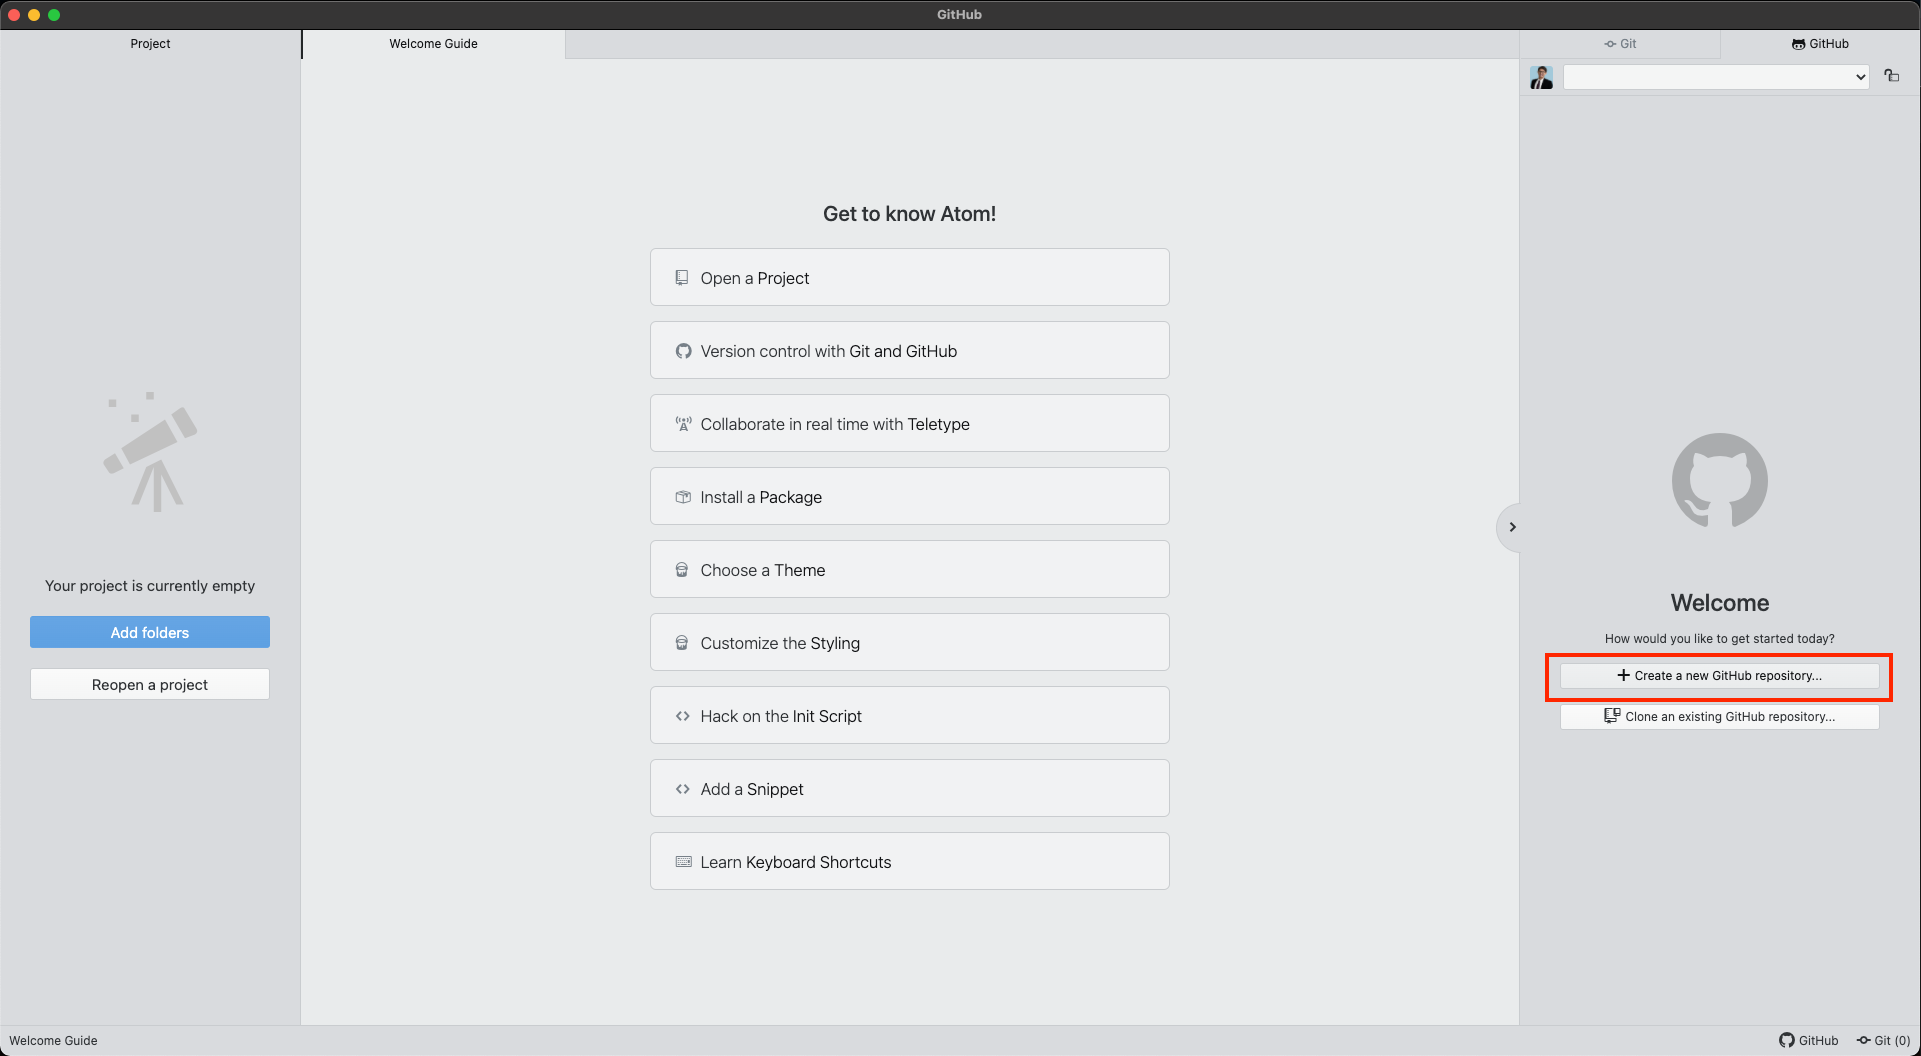 GitHub
Project
Welcome Guide
Git
GitHub
Get to know Atom!
Open a Project
Version control with Git and GitHub
Collaborate in real time with Teletype
Install a Package
Choose a Theme
Customize the Styling
Hack on the Init Script
Add a Snippet
Learn Keyboard Shortcuts
Your project is currently empty
Add folders
Reopen a project
Welcome
How would you like to get started today?
Create a new GitHub repository...
Clone an existing GitHub repository...
Welcome Guide
GitHub
Git (0)